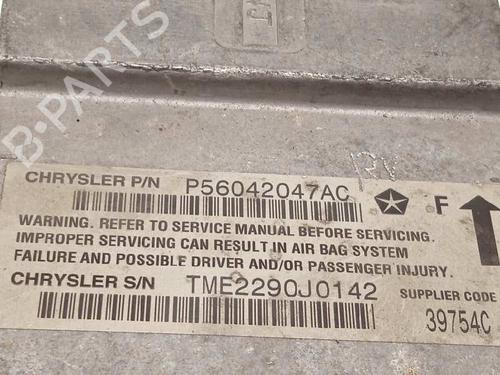 B-PARTS
12V
CHRYSLER P/N P56042047AC F
WARNING. REFER TO SERVICE MANUAL BEFORE SERVICING.
IMPROPER SERVICING CAN RESULT IN AIR BAG SYSTEM
FAILURE AND POSSIBLE DRIVER AND/OR PASSENGER INJURY.
CHRYSLER S/N TME2290J0142 SUPPLIER CODE
39754C